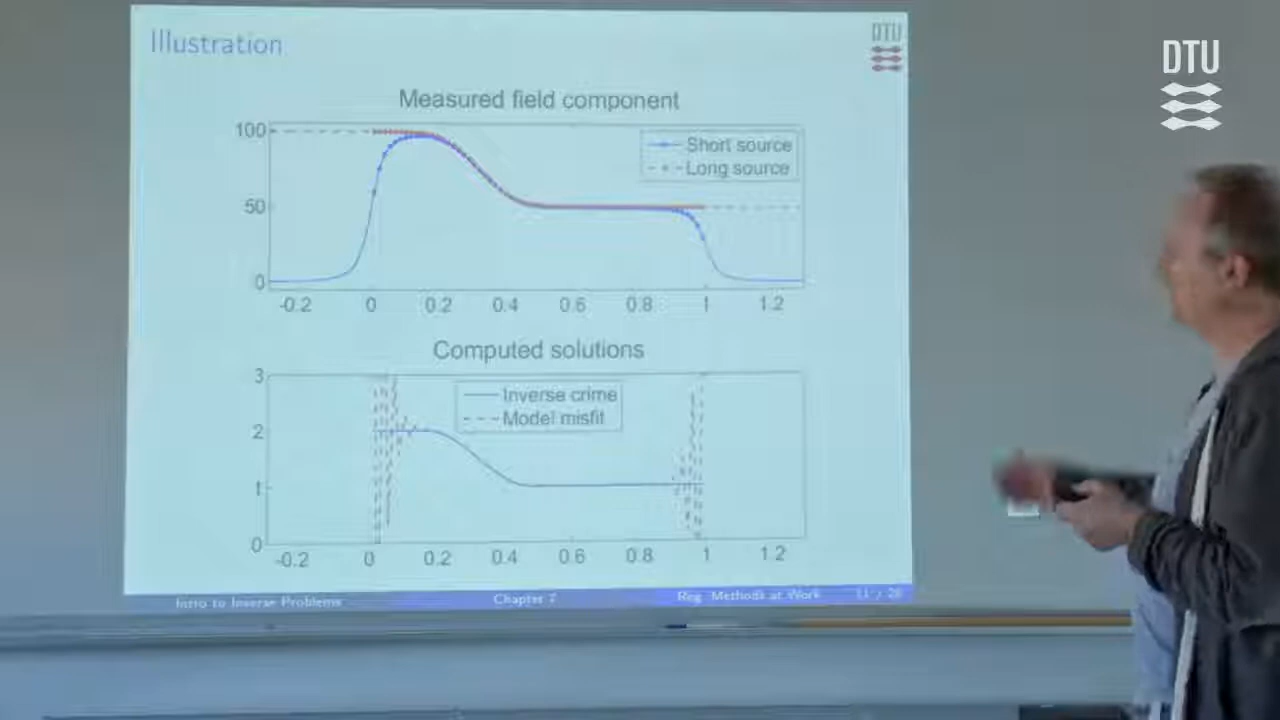 Illustration
DTU
DTU
Measured field component
100
50
0
Short source
Long source
-0.2 0 0.2 0.4 0.6 0.8 1 1.2
Computed solutions
3
2
1
0
Inverse crime
Model misfit
-0.2 0 0.2 0.4 0.6 0.8 1 1.2
Intro to Inverse Problems Chapter 7 Reg. Methods at Work 11 / 26